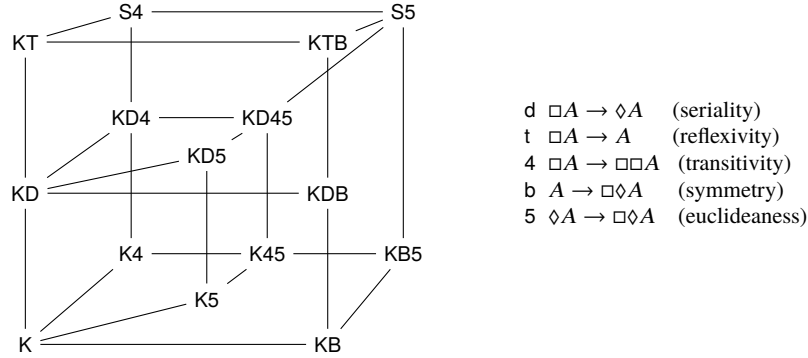 S4 S5
KT KTB
KD4 KD45
KD5
KD KDB
K4 K45 KB5
K5
K KB
d □A → ◊A (seriality)
t □A → A (reflexivity)
4 □A → □□A (transitivity)
b A → □◊A (symmetry)
5 ◊A → □◊A (euclideaness)